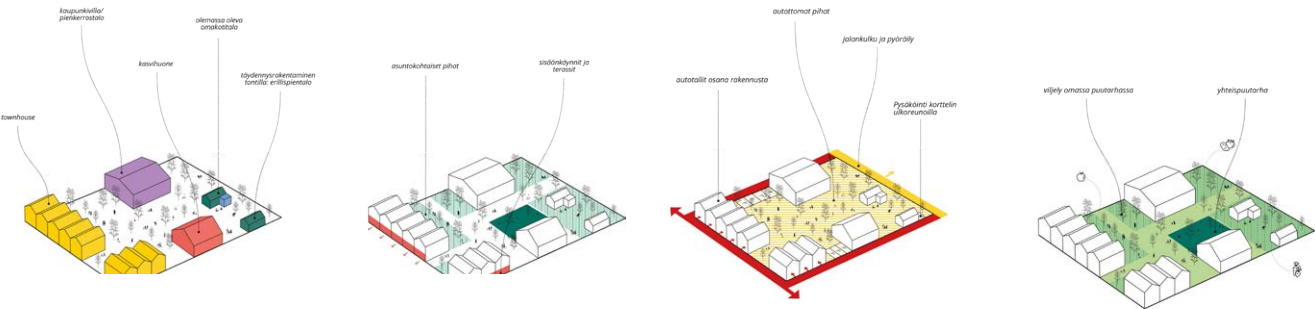 kaupunkivilla/
pienkerrostalo
olemassa oleva
omakotitalo
kasvihuone
täydennysrakentaminen
tontilla: erillispientalo
townhouse
asuntokohtaiset pihat
sisäänkäynnit ja
terassit
autottomat pihat
jalankulku ja pyöräily
autotallit osana rakennusta
Pysäköinti korttelin
ulkoreunoilla
viljely omassa puutarhassa
yhteispuutarha